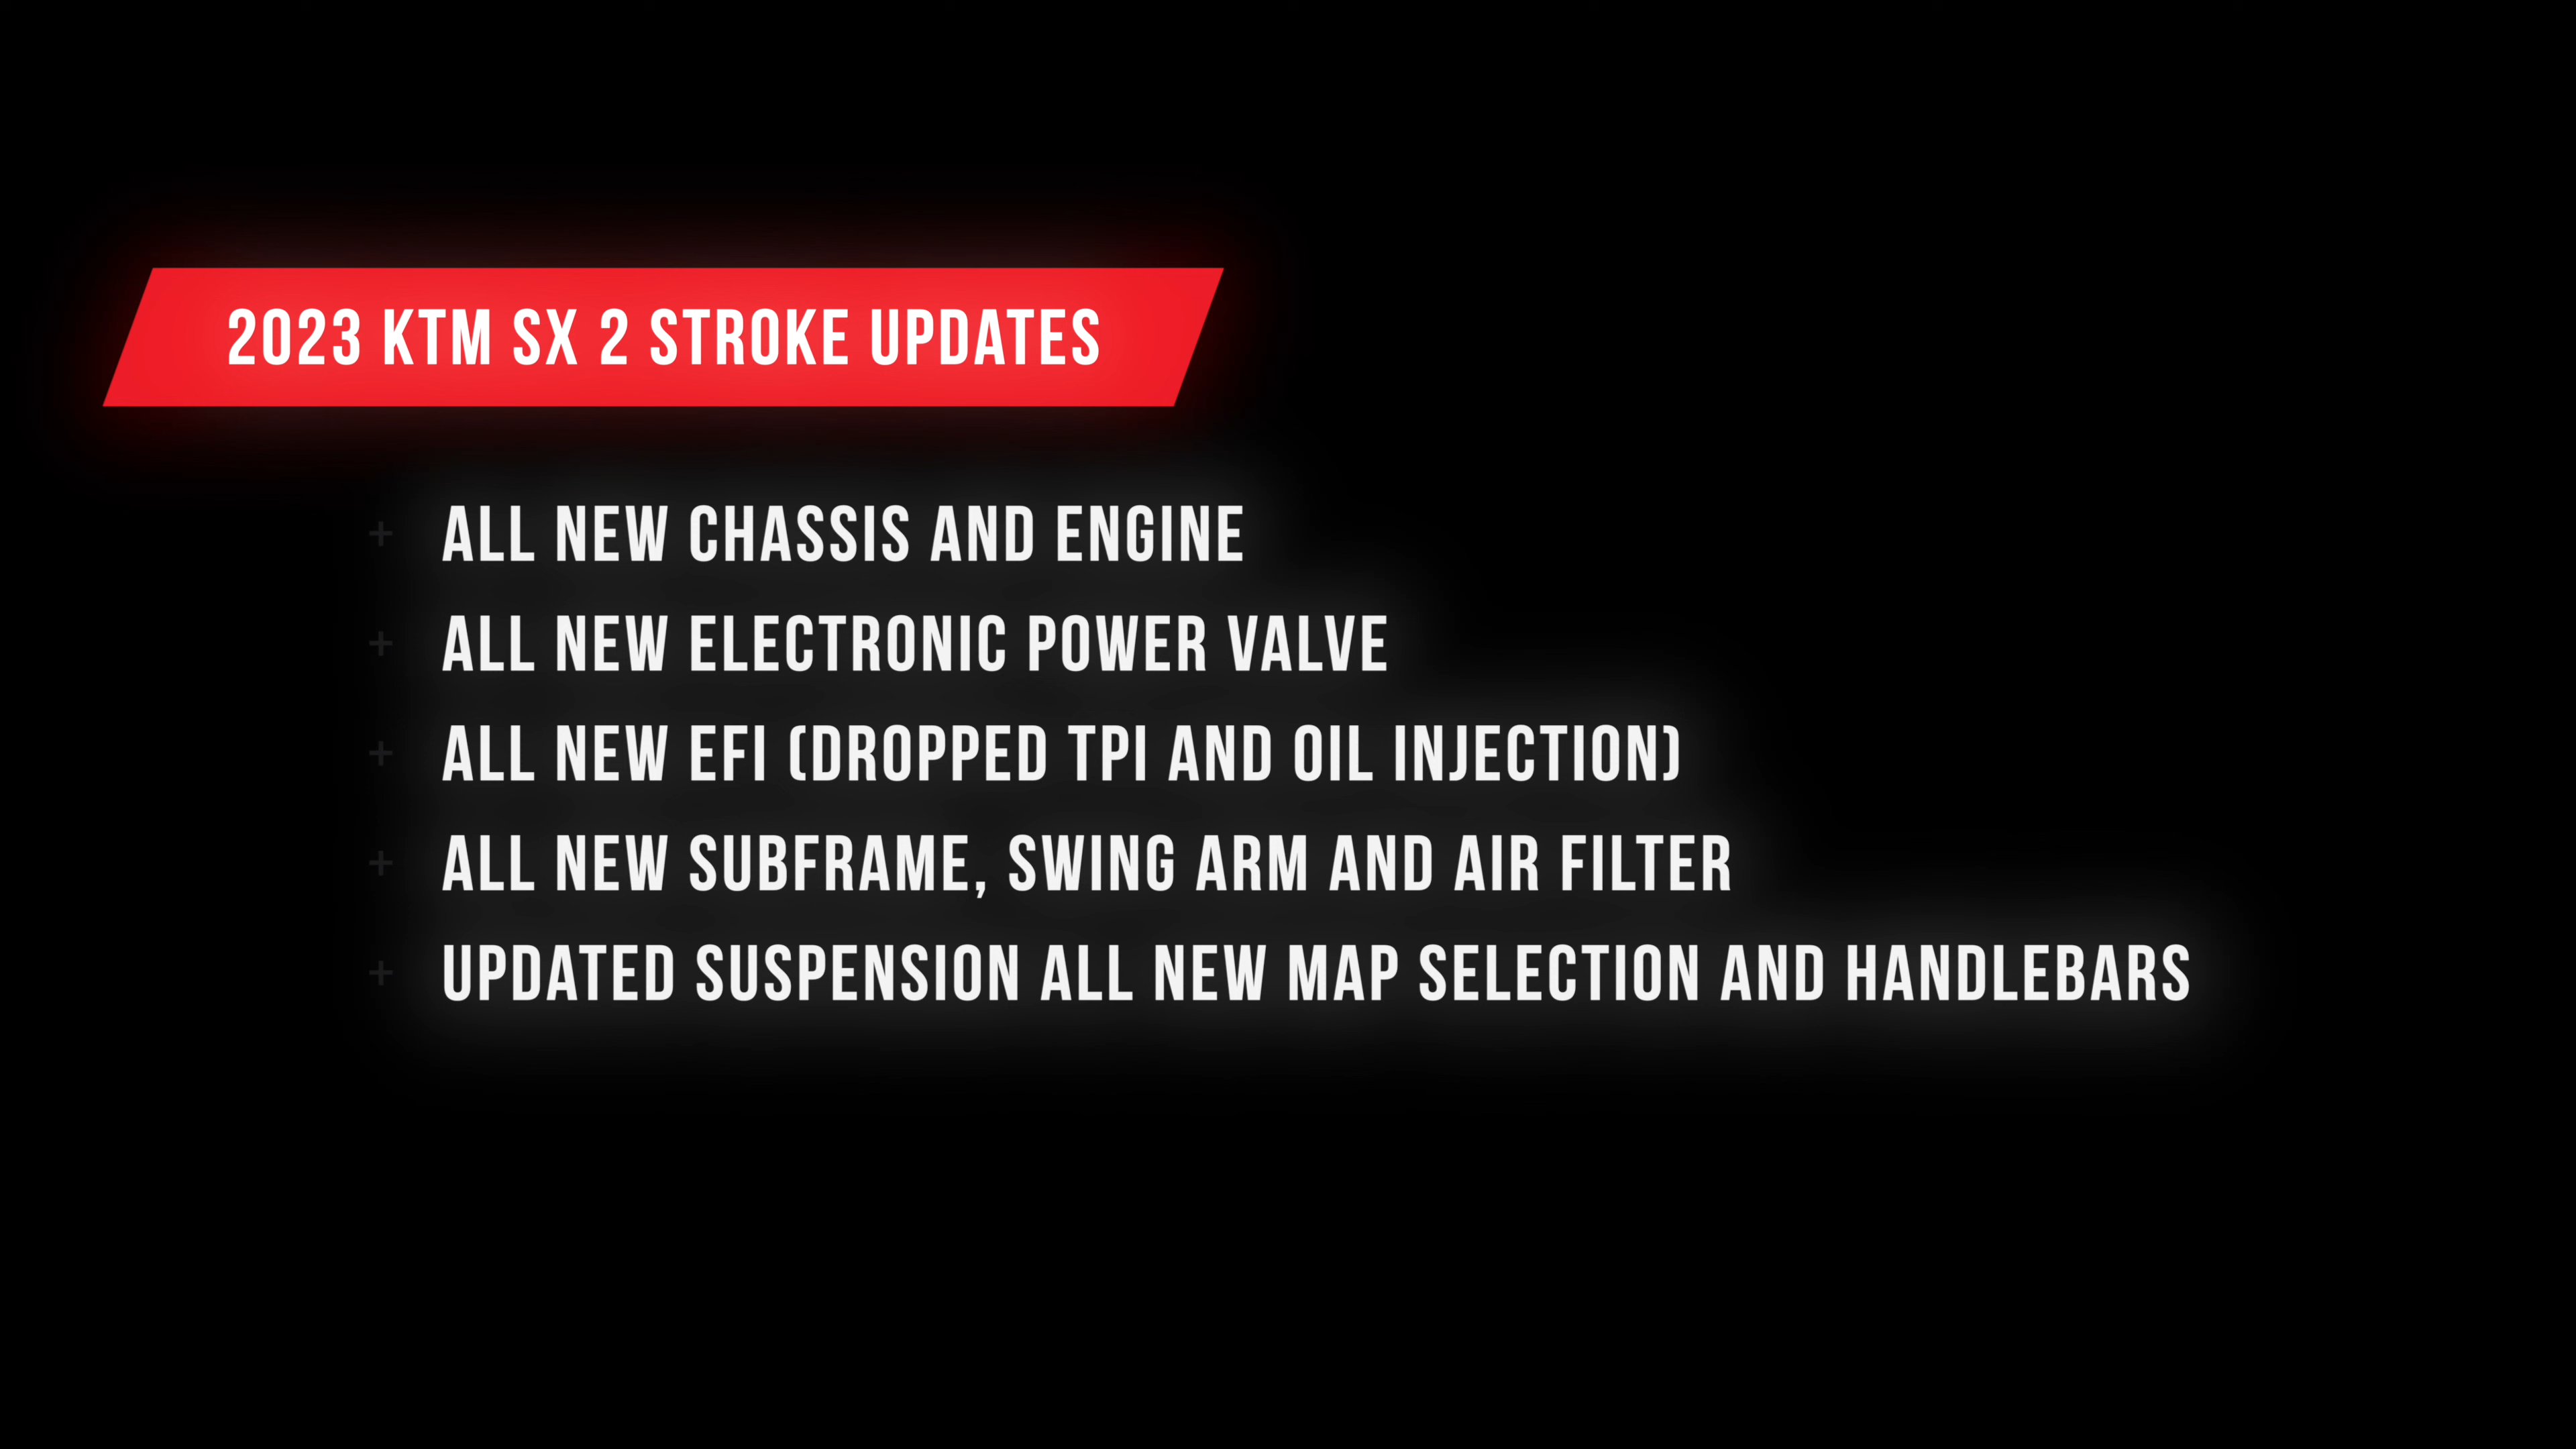 2023 KTM SX 2 STROKE UPDATES
+ ALL NEW CHASSIS AND ENGINE
+ ALL NEW ELECTRONIC POWER VALVE
+ ALL NEW EFI (DROPPED TPI AND OIL INJECTION)
+ ALL NEW SUBFRAME, SWING ARM AND AIR FILTER
+ UPDATED SUSPENSION ALL NEW MAP SELECTION AND HANDLEBARS